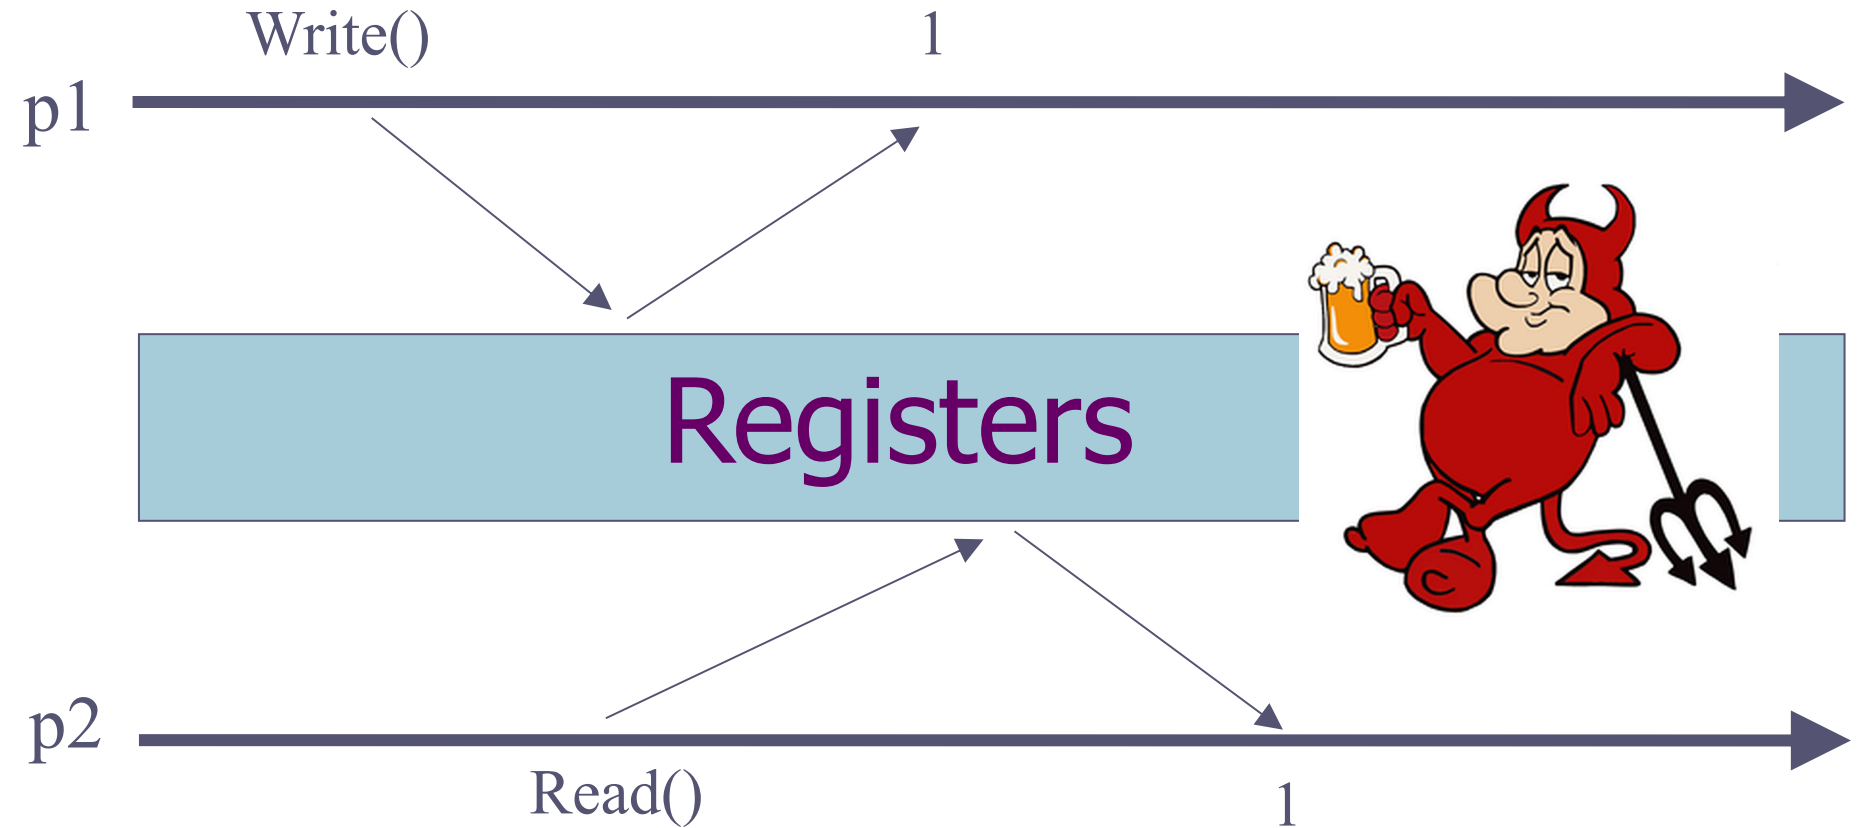 Write()
1
p1
Registers
p2
Read()
1